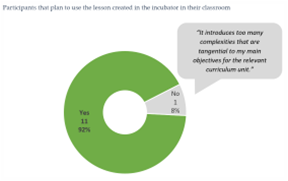 Participants that plan to use the lesson created in the incubator in their classroom
"It introduces too many
complexities that are
tangential to my main
objectives for the relevant
curriculum unit."
No
1
8%
Yes
11
92%